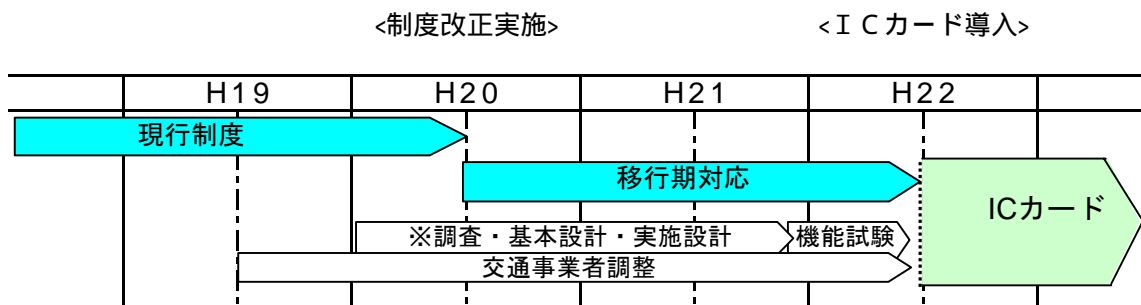 <制度改正実施> <ＩＣカード導入>
H19 H20 H21 H22
現行制度
移行期対応
ICカード
※調査・基本設計・実施設計 機能試験
交通事業者調整